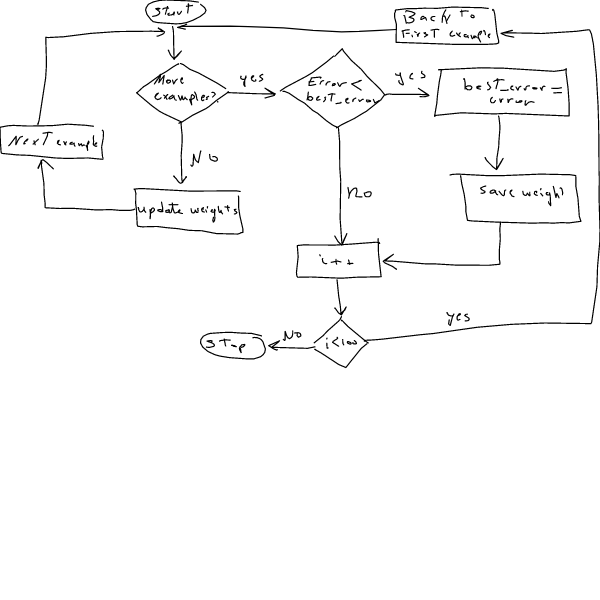 Start
Back To
First example
More
examples?
yes
Error <
best_error
yes
best_error =
error
Next example
No
update weights
No
save weight
i++
i<100
yes
No
STop